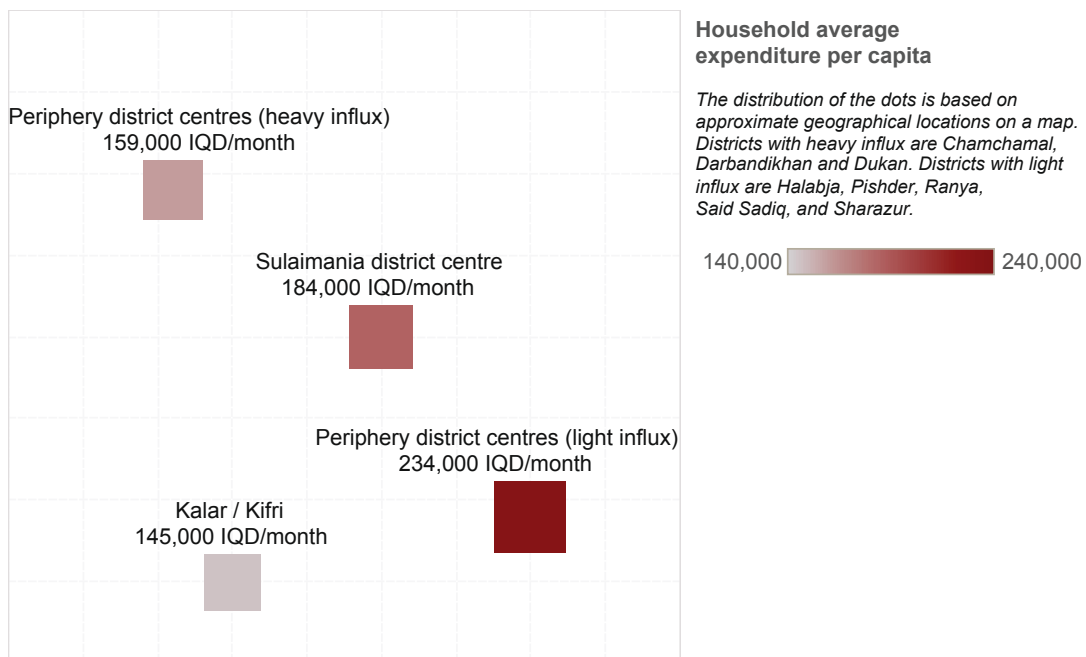 Household average
expenditure per capita
The distribution of the dots is based on
approximate geographical locations on a map.
Districts with heavy influx are Chamchamal,
Darbandikhan and Dukan. Districts with light
influx are Halabja, Pishder, Ranya,
Said Sadiq, and Sharazur.
140,000
240,000
Periphery district centres (heavy influx)
159,000 IQD/month
Sulaimania district centre
184,000 IQD/month
Periphery district centres (light influx)
234,000 IQD/month
Kalar / Kifri
145,000 IQD/month